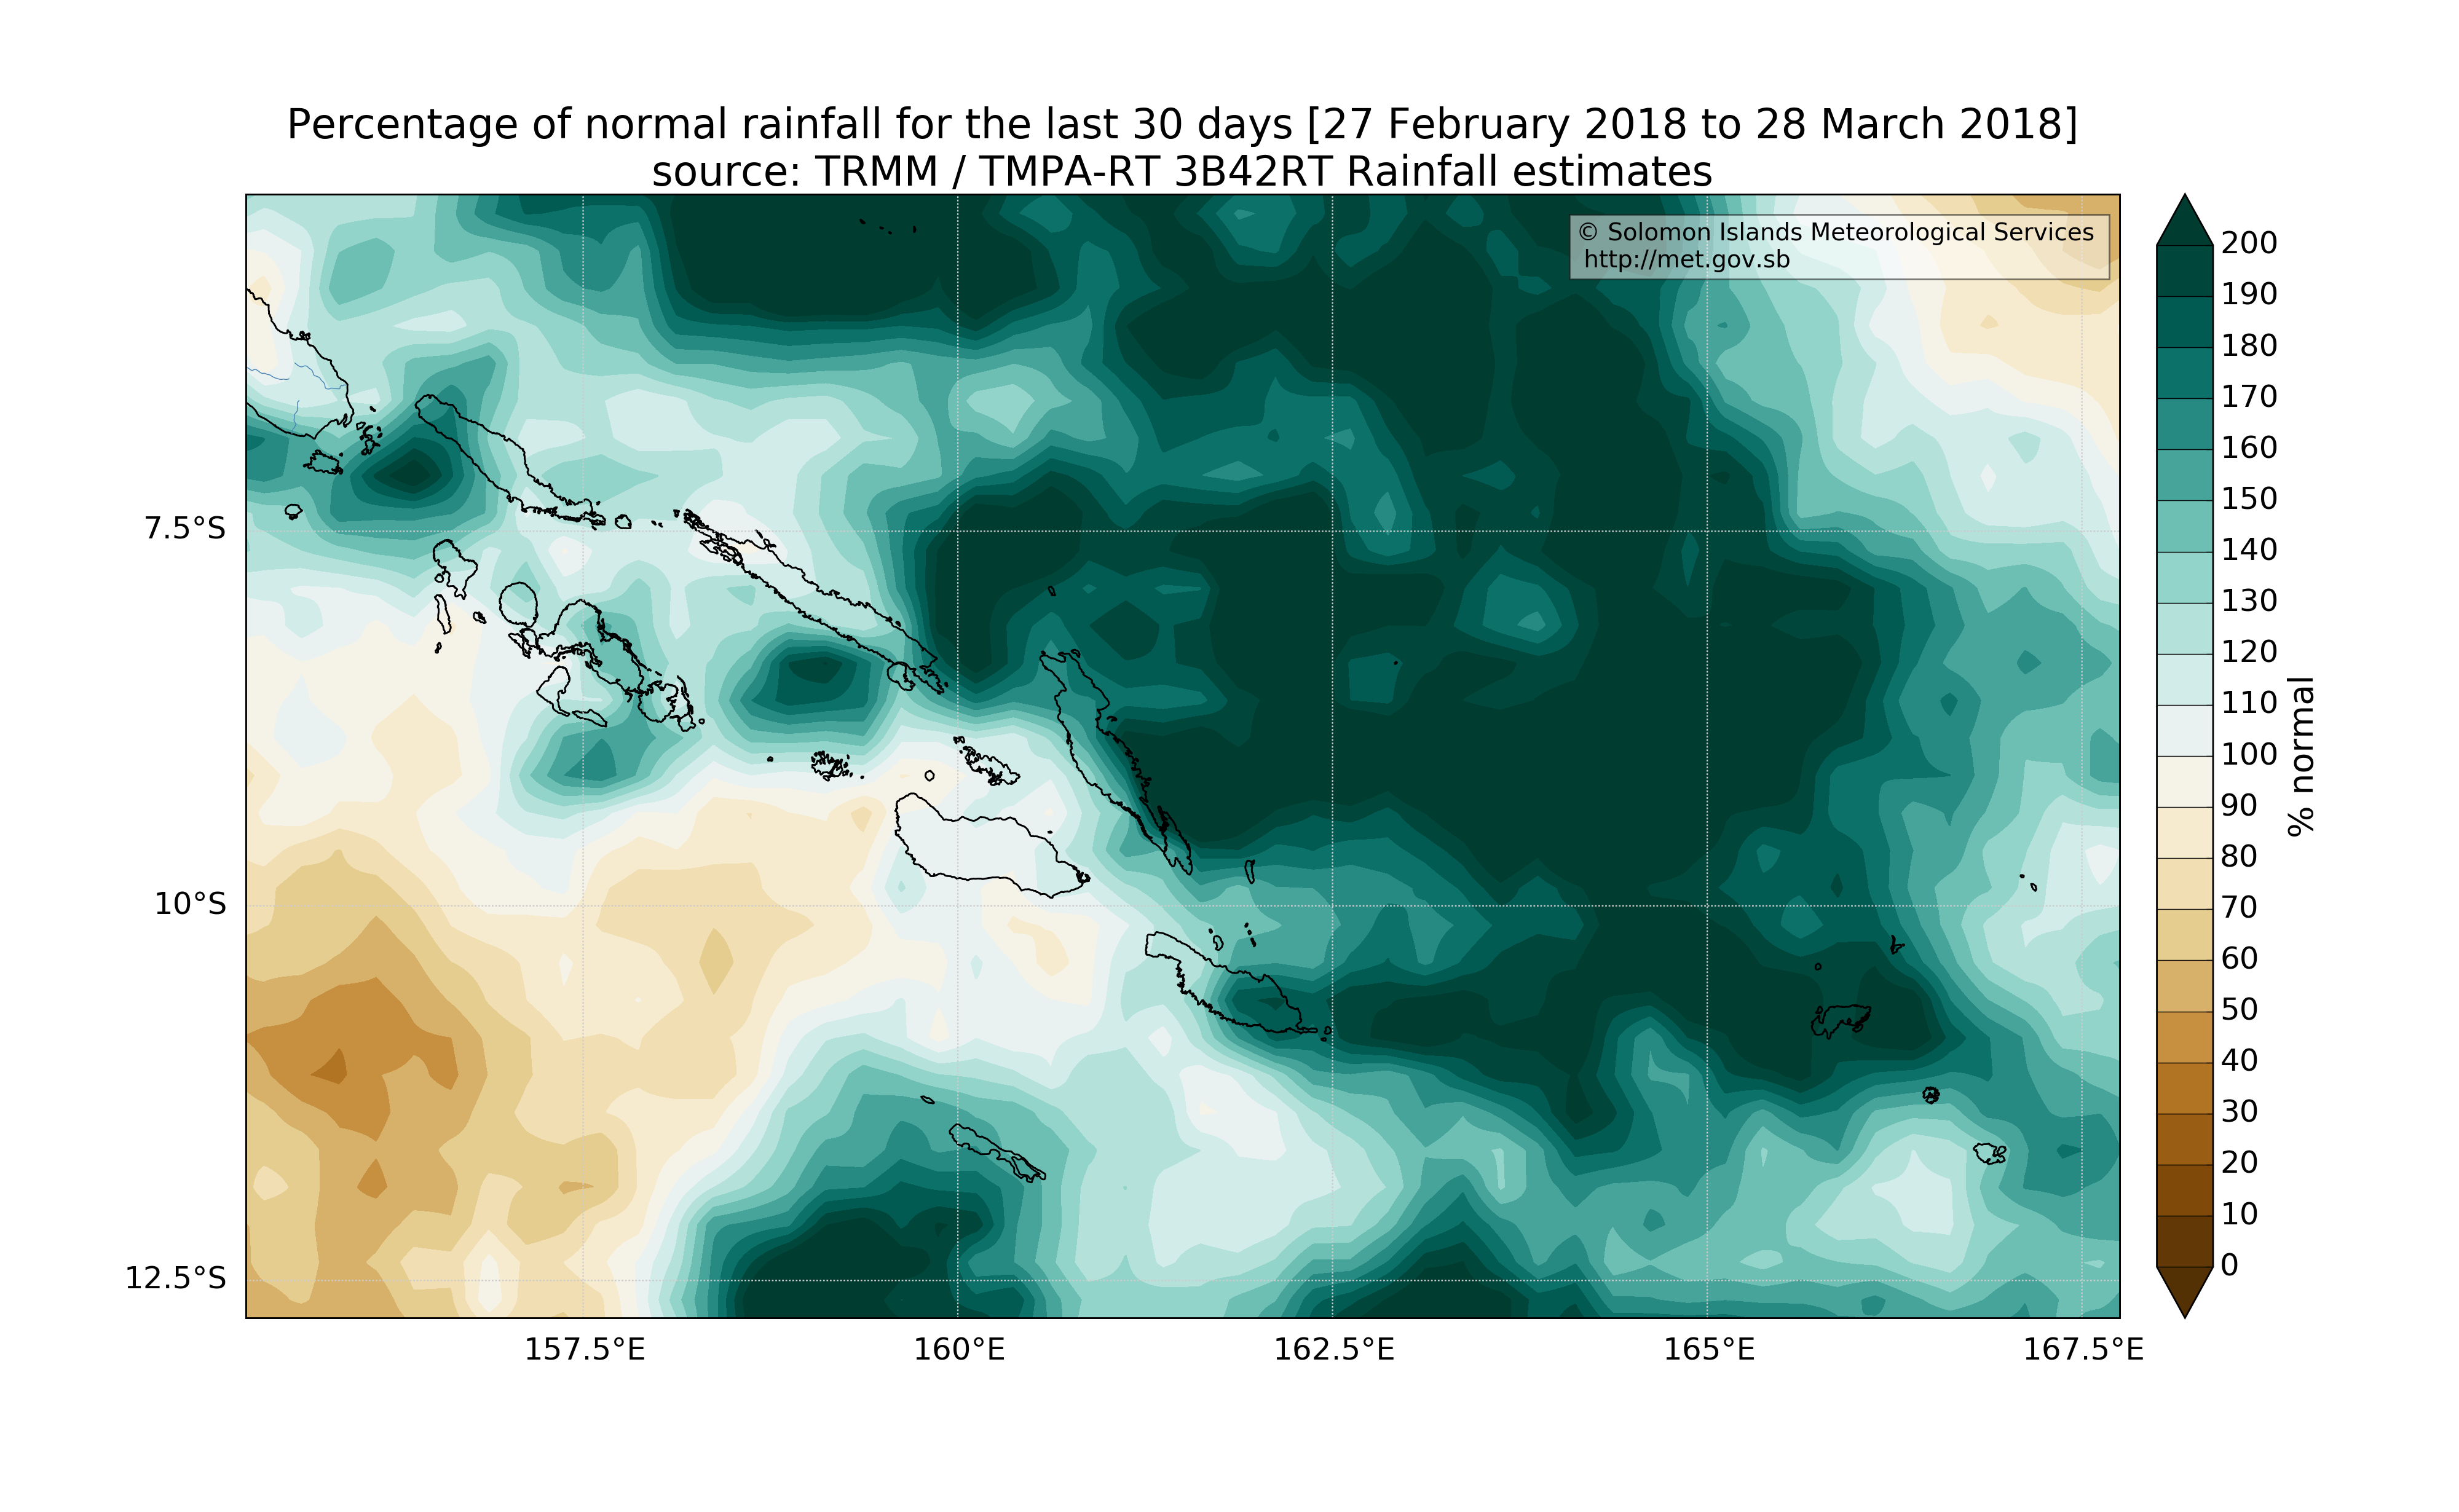 Percentage of normal rainfall for the last 30 days [27 February 2018 to 28 March 2018]
source: TRMM / TMPA-RT 3B42RT Rainfall estimates
© Solomon Islands Meteorological Services
http://met.gov.sb
7.5°S
10°S
12.5°S
157.5°E
160°E
162.5°E
165°E
167.5°E
200
190
180
170
160
150
140
130
120
110
100
90
80
70
60
50
40
30
20
10
0
% normal